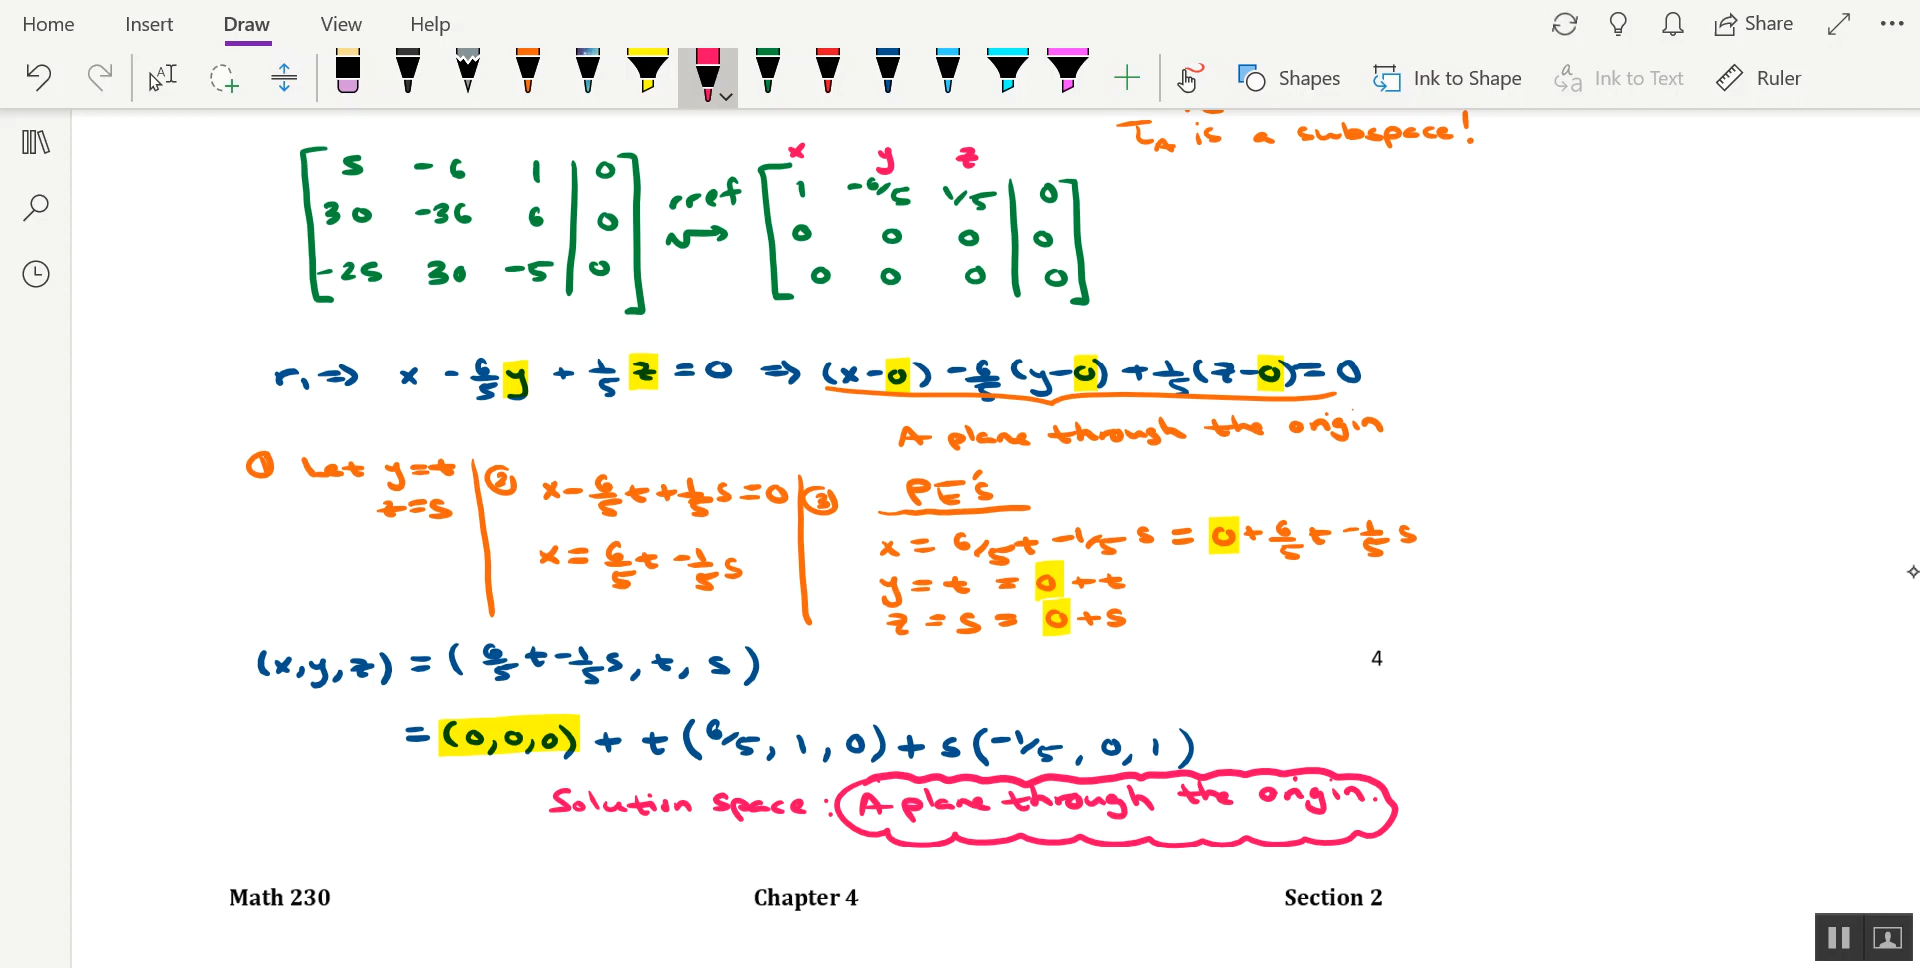 Home Insert Draw View Help Share
Shapes Ink to Shape Ink to Text Ruler
T_A is a subspace!
x y z
[ 5 -6 1 | 0 ] rref [ 1 -6/5 1/5 | 0 ]
[ 30 -36 6 | 0 ] → [ 0 0 0 | 0 ]
[ -25 30 -5 | 0 ] [ 0 0 0 | 0 ]
r₁ ⇒ x - 6/5 y + 1/5 z = 0 ⇒ (x-0) - 6/5 (y-0) + 1/5 (z-0) = 0
A plane through the origin
① Let y=t
z=s
② x - 6/5 t + 1/5 s = 0
x = 6/5 t - 1/5 s
③ PE's
x = 6/5 t - 1/5 s = 0 + 6/5 t - 1/5 s
y = t = 0 + t
z = s = 0 + s
(x,y,z) = ( 6/5 t - 1/5 s, t, s )
4
= (0,0,0) + t (6/5, 1, 0) + s (-1/5, 0, 1)
Solution space: A plane through the origin.
Math 230 Chapter 4 Section 2